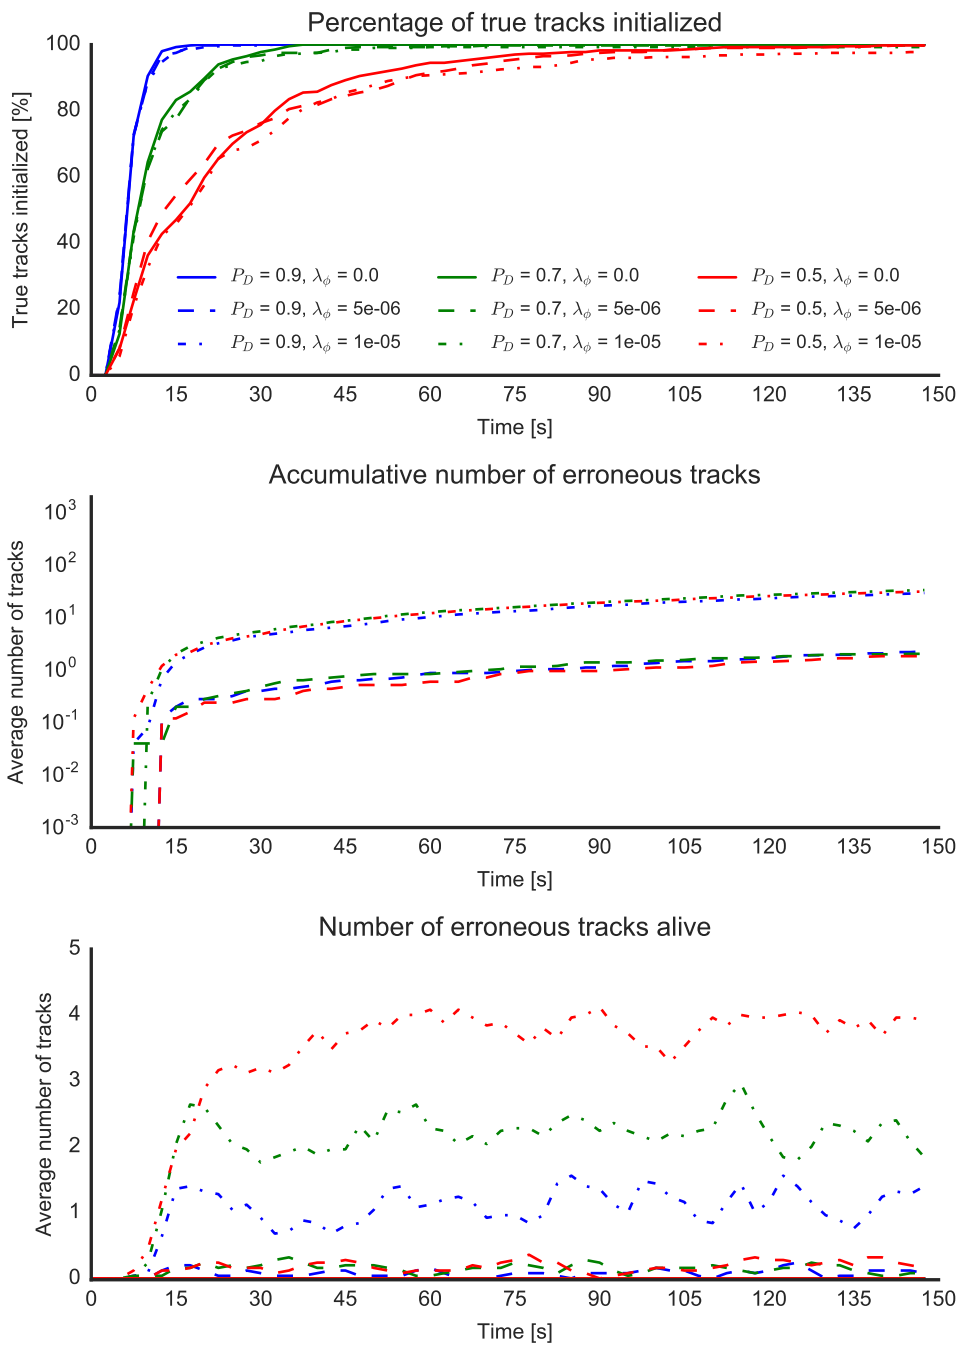 Percentage of true tracks initialized
True tracks initialized [%]
100
80
60
40
20
0
P_D = 0.9, λ_ϕ = 0.0
P_D = 0.7, λ_ϕ = 0.0
P_D = 0.5, λ_ϕ = 0.0
P_D = 0.9, λ_ϕ = 5e-06
P_D = 0.7, λ_ϕ = 5e-06
P_D = 0.5, λ_ϕ = 5e-06
P_D = 0.9, λ_ϕ = 1e-05
P_D = 0.7, λ_ϕ = 1e-05
P_D = 0.5, λ_ϕ = 1e-05
0 15 30 45 60 75 90 105 120 135 150
Time [s]
Accumulative number of erroneous tracks
Average number of tracks
10^3
10^2
10^1
10^0
10^-1
10^-2
10^-3
0 15 30 45 60 75 90 105 120 135 150
Time [s]
Number of erroneous tracks alive
Average number of tracks
5
4
3
2
1
0
0 15 30 45 60 75 90 105 120 135 150
Time [s]